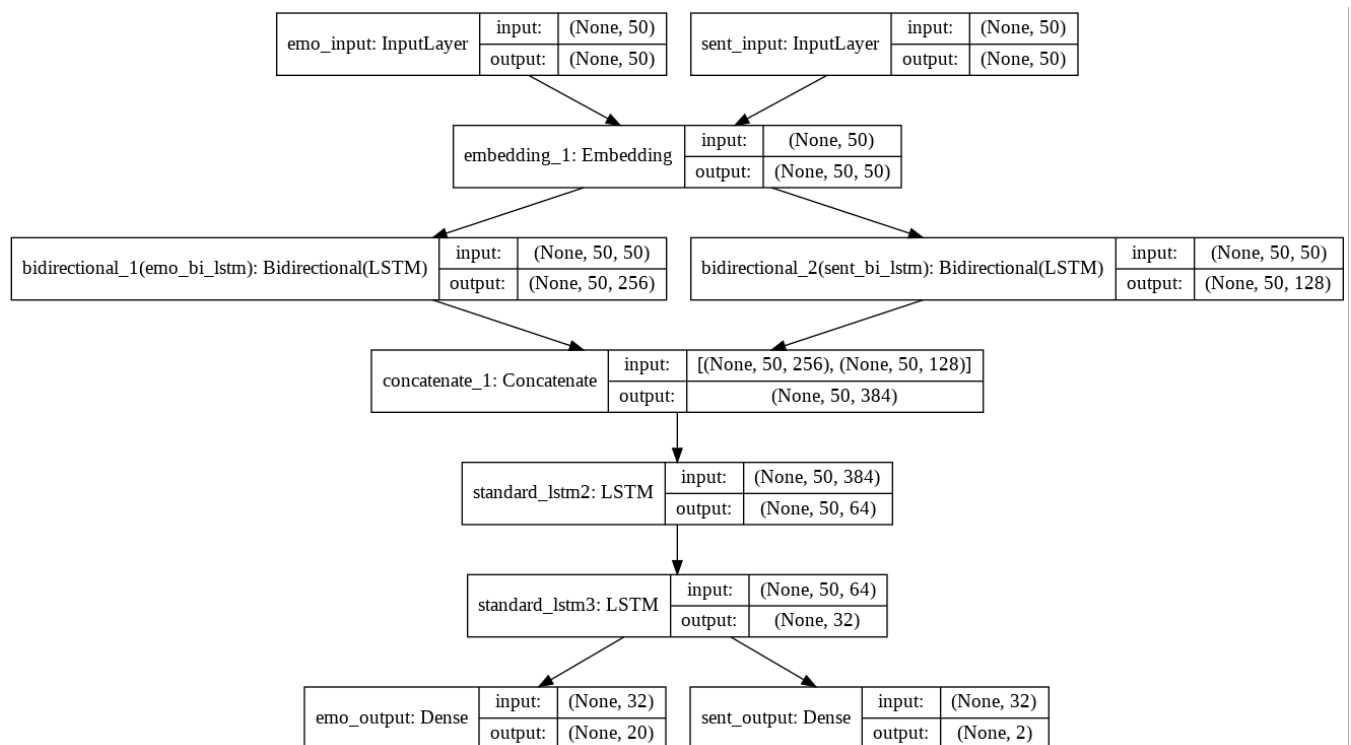 emo_input: InputLayer
input: (None, 50)
output: (None, 50)
sent_input: InputLayer
input: (None, 50)
output: (None, 50)
embedding_1: Embedding
input: (None, 50)
output: (None, 50, 50)
bidirectional_1(emo_bi_lstm): Bidirectional(LSTM)
input: (None, 50, 50)
output: (None, 50, 256)
bidirectional_2(sent_bi_lstm): Bidirectional(LSTM)
input: (None, 50, 50)
output: (None, 50, 128)
concatenate_1: Concatenate
input: [(None, 50, 256), (None, 50, 128)]
output: (None, 50, 384)
standard_lstm2: LSTM
input: (None, 50, 384)
output: (None, 50, 64)
standard_lstm3: LSTM
input: (None, 50, 64)
output: (None, 32)
emo_output: Dense
input: (None, 32)
output: (None, 20)
sent_output: Dense
input: (None, 32)
output: (None, 2)